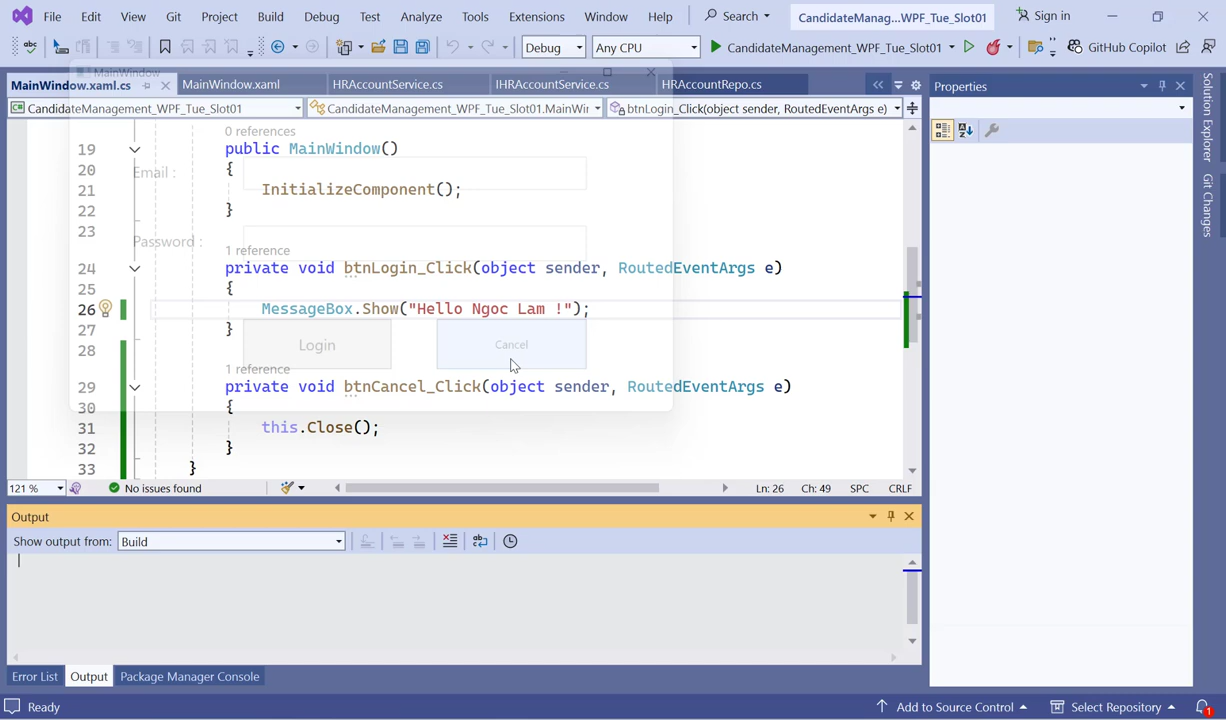 File Edit View Git Project Build Debug Test Analyze Tools Extensions Window Help Search CandidateManag...WPF_Tue_Slot01 Sign in
Debug Any CPU CandidateManagement_WPF_Tue_Slot01 GitHub Copilot
MainWindow
MainWindow.xaml.cs MainWindow.xaml HRAccountService.cs IHRAccountService.cs HRAccountRepo.cs Properties
CandidateManagement_WPF_Tue_Slot01 CandidateManagement_WPF_Tue_Slot01.MainWir btnLogin_Click(object sender, RoutedEventArgs e)
0 references
19 public MainWindow()
20 {
Email :
21 InitializeComponent();
22 }
23
Password :
1 reference
24 private void btnLogin_Click(object sender, RoutedEventArgs e)
25 {
26 MessageBox.Show("Hello Ngoc Lam !");
27 }
Login Cancel
28
1 reference
29 private void btnCancel_Click(object sender, RoutedEventArgs e)
30 {
31 this.Close();
32 }
33 }
121 % No issues found Ln: 26 Ch: 49 SPC CRLF
Output
Show output from: Build
Error List Output Package Manager Console
Ready Add to Source Control Select Repository 1
Solution Explorer
Git Changes